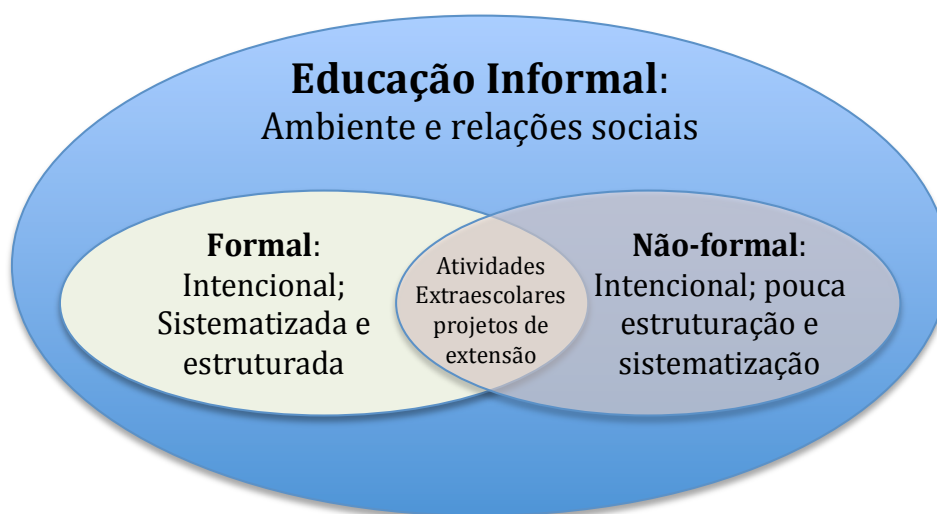 Educação Informal:
Ambiente e relações sociais
Formal:
Intencional;
Sistematizada e
estruturada
Atividades
Extraescolares
projetos de
extensão
Não-formal:
Intencional; pouca
estruturação e
sistematização